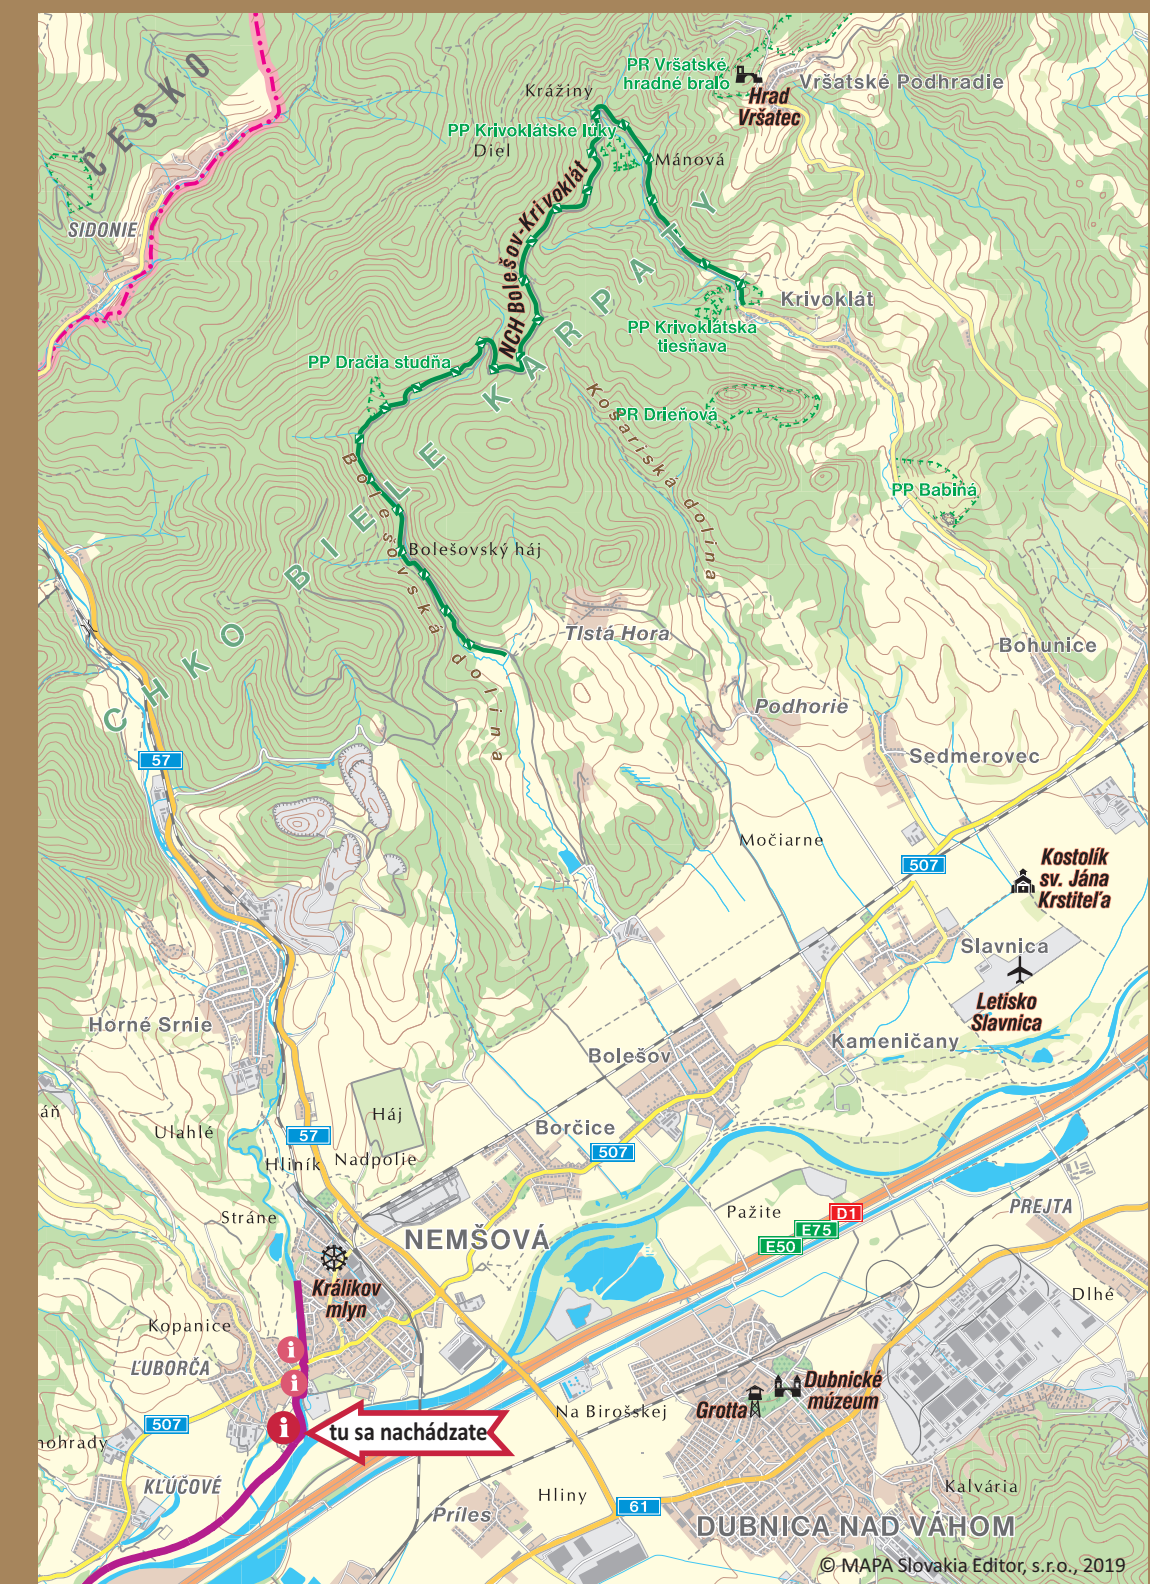 ČESKO
PR Vršatské
hradné bralo
Hrad
Vršatec
Vršatské Podhradie
Krážiny
PP Krivoklátske lúky
Diel
Mánová
SIDONIE
NCH Bolešov-Krivoklát
Krivoklát
PP Krivoklátska
tiesňava
PP Dračia studňa
CHKO BIELE KARPATY
PR Drieňová
Košariská dolina
PP Babiná
Bolešovská dolina
Bolešovský háj
Tlstá Hora
Bohunice
Podhorie
57
Sedmerovec
Močiarne
507
Kostolík
sv. Jána
Krstiteľa
Slavnica
Letisko
Slavnica
Horné Srnie
Kameničany
Bolešov
áň
Ulahlé
Háj
57
Borčice
507
Hliník
Nadpolie
Stráne
Pažite
D1
E75
E50
PREJTA
NEMŠOVÁ
Králikov
mlyn
Dlhé
Kopanice
i
ĽUBORČA
i
Dubnické
múzeum
Grotta
507
i
tu sa nachádzate
Na Birošskej
nohrady
KĽÚČOVÉ
Hliny
61
Kalvária
Príles
DUBNICA NAD VÁHOM
© MAPA Slovakia Editor, s.r.o., 2019